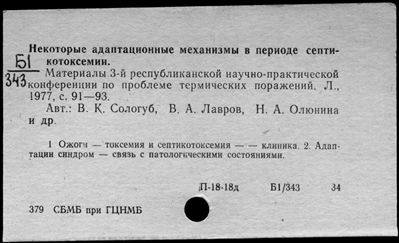 Некоторые адаптационные механизмы в периоде септи-
котоксемии.
Б1
343
Материалы 3-й республиканской научно-практической
конференции по проблеме термических поражений. Л.,
1977, с. 91—93.
Авт.: В. К. Сологуб, В. А. Лавров, Н. А. Олюнина
и др.
1 Ожоги — токсемия и септикотоксемия — — клиника. 2. Адап-
тации синдром — связь с патологическими состояниями.
П-18-18д Б1/343 34
379 СБМБ при ГЦНМБ